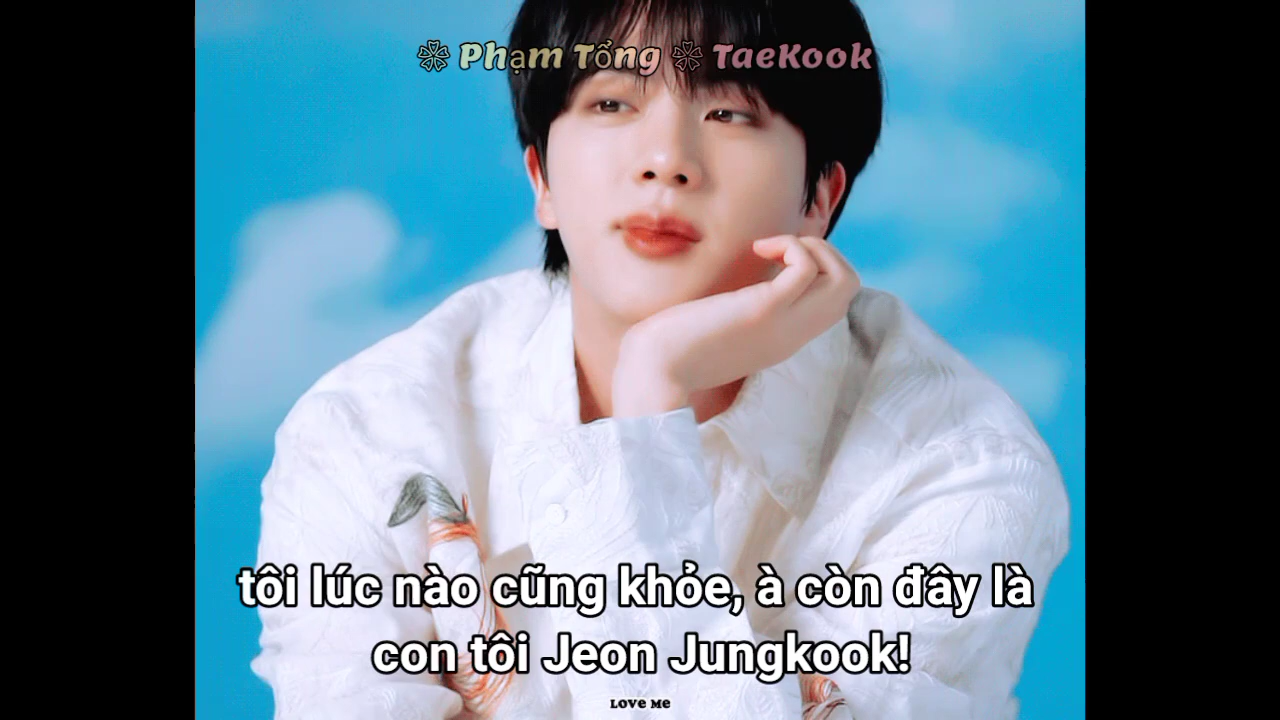 Phạm Tổng TaeKook
tôi lúc nào cũng khỏe, à còn đây là
con tôi Jeon Jungkook!
LOVE ME